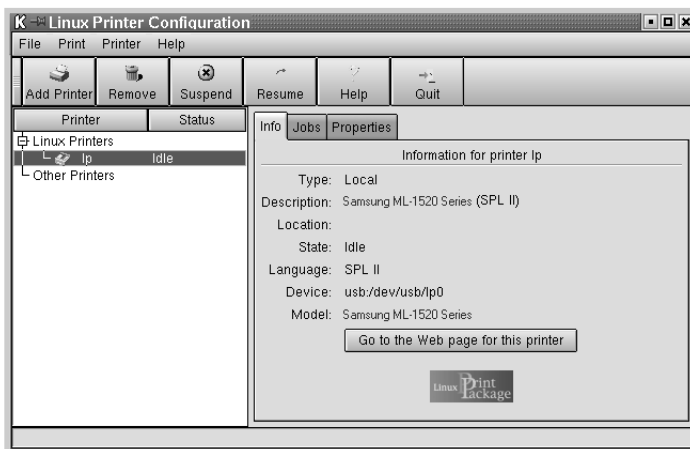 Linux Printer Configuration
File Print Printer Help
Add Printer Remove Suspend Resume Help Quit
Printer Status
Linux Printers
lp Idle
Other Printers
Info Jobs Properties
Information for printer lp
Type: Local
Description: Samsung ML-1520 Series (SPL II)
Location:
State: Idle
Language: SPL II
Device: usb:/dev/usb/lp0
Model: Samsung ML-1520 Series
Go to the Web page for this printer
Linux Print Package